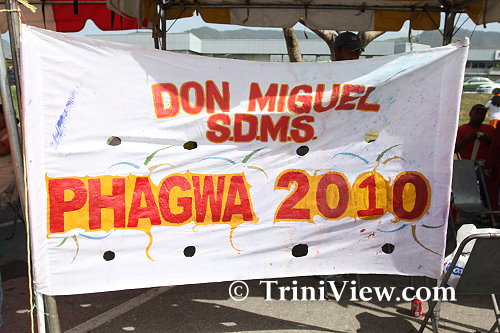 DON MIGUEL
S.D.M.S.
PHAGWA 2010
© TriniView.com